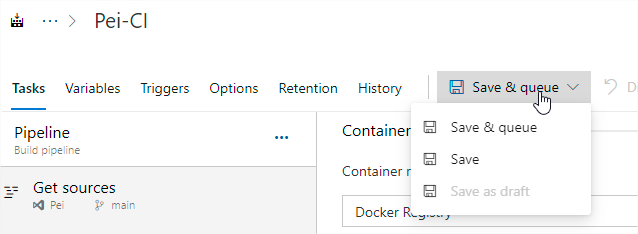 ··· > Pei-CI
Tasks Variables Triggers Options Retention History Save & queue
Save & queue
Save
Save as draft
Pipeline
Build pipeline
···
Get sources
Pei main
Container
Docker Registry